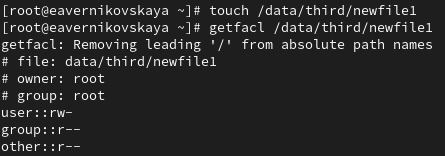 [root@eavernikovskaya ~]# touch /data/third/newfile1
[root@eavernikovskaya ~]# getfacl /data/third/newfile1
getfacl: Removing leading '/' from absolute path names
# file: data/third/newfile1
# owner: root
# group: root
user::rw-
group::r--
other::r--